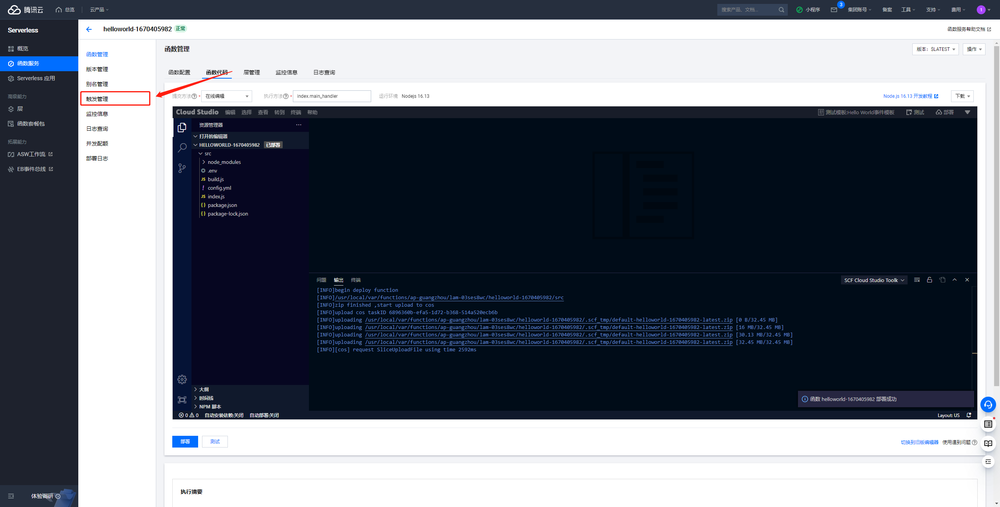 腾讯云
总览
云产品
搜索产品、文档...
小程序
3
集团账号
备案
工具
支持
费用
1
Serverless
概览
函数服务
Serverless 应用
高级能力
层
函数套餐包
拓展能力
ASW工作流
EB事件总线
体验调研
helloworld-1670405982 正常
函数服务帮助文档
函数管理
版本管理
别名管理
触发管理
监控信息
日志查询
并发配额
部署日志
函数管理
版本：$LATEST
操作
函数配置
函数代码
层管理
监控信息
日志查询
提交方法 * 在线编辑
执行方法 * index.main_handler
运行环境 Nodejs 16.13
Node.js 16.13 开发教程
下载
Cloud Studio 编辑 选择 查看 转到 终端 帮助
测试模板:Hello World事件模板 测试 部署
资源管理器 ···
打开的编辑器
HELLOWORLD-1670405982 已部署
src
node_modules
.env
JS build.js
! config.yml
JS index.js
{} package.json
{} package-lock.json
大纲
时间线
NPM 脚本
问题 输出 终端
SCF Cloud Studio Toolk
[INFO]begin deploy function
[INFO]/usr/local/var/functions/ap-guangzhou/lam-03ses8wc/helloworld-1670405982/src
[INFO]zip finished ,start upload to cos
[INFO]upload cos taskID 6896360b-efa5-1d72-b368-514a520ecb6b
[INFO]uploading /usr/local/var/functions/ap-guangzhou/lam-03ses8wc/helloworld-1670405982/.scf_tmp/default-helloworld-1670405982-latest.zip [0 B/32.45 MB]
[INFO]uploading /usr/local/var/functions/ap-guangzhou/lam-03ses8wc/helloworld-1670405982/.scf_tmp/default-helloworld-1670405982-latest.zip [16 MB/32.45 MB]
[INFO]uploading /usr/local/var/functions/ap-guangzhou/lam-03ses8wc/helloworld-1670405982/.scf_tmp/default-helloworld-1670405982-latest.zip [30.13 MB/32.45 MB]
[INFO]uploading /usr/local/var/functions/ap-guangzhou/lam-03ses8wc/helloworld-1670405982/.scf_tmp/default-helloworld-1670405982-latest.zip [32.45 MB/32.45 MB]
[INFO][cos] request SliceUploadFile using time 2592ms
函数 helloworld-1670405982 部署成功
0 0 自动安装依赖:关闭 自动部署:关闭
Layout: US
部署
测试
切换到旧版编辑器 使用遇到问题
执行摘要